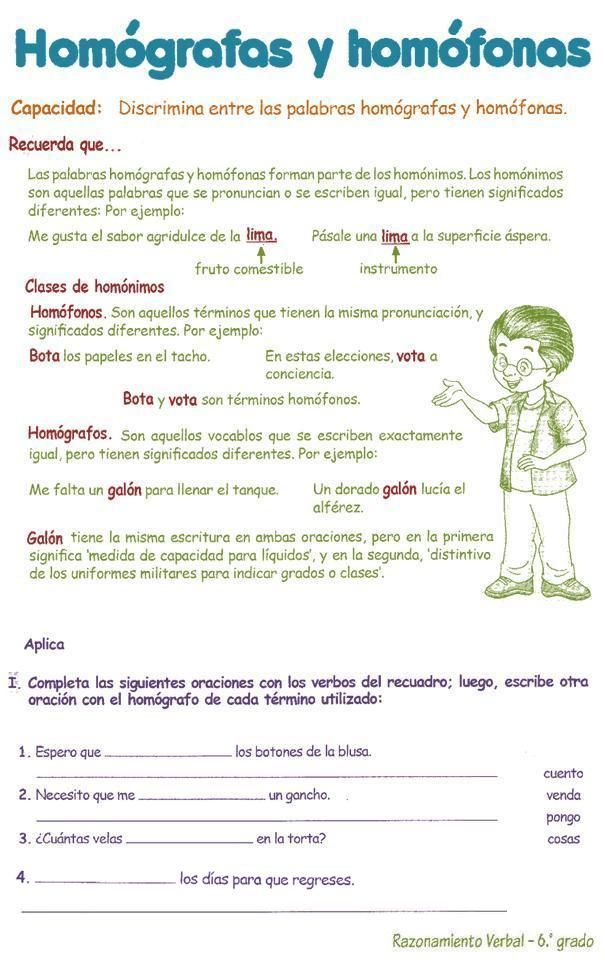 Homógrafas y homófonas
Capacidad: Discrimina entre las palabras homógrafas y homófonas.
Recuerda que...
Las palabras homógrafas y homófonas forman parte de los homónimos. Los homónimos
son aquellas palabras que se pronuncian o se escriben igual, pero tienen significados
diferentes: Por ejemplo:
Me gusta el sabor agridulce de la lima. Pásale una lima a la superficie áspera.
fruto comestible instrumento
Clases de homónimos
Homófonos. Son aquellos términos que tienen la misma pronunciación, y
significados diferentes. Por ejemplo:
Bota los papeles en el tacho. En estas elecciones, vota a
conciencia.
Bota y vota son términos homófonos.
Homógrafos. Son aquellos vocablos que se escriben exactamente
igual, pero tienen significados diferentes. Por ejemplo:
Me falta un galón para llenar el tanque. Un dorado galón lucía el
alférez.
Galón tiene la misma escritura en ambas oraciones, pero en la primera
significa 'medida de capacidad para líquidos', y en la segunda, 'distintivo
de los uniformes militares para indicar grados o clases'.
Aplica
I. Completa las siguientes oraciones con los verbos del recuadro; luego, escribe otra
oración con el homógrafo de cada término utilizado:
1. Espero que ____________ los botones de la blusa.
cuento
2. Necesito que me ____________ un gancho.
venda
pongo
3. ¿Cuántas velas ____________ en la torta?
cosas
4. ____________ los días para que regreses.
Razonamiento Verbal - 6.° grado